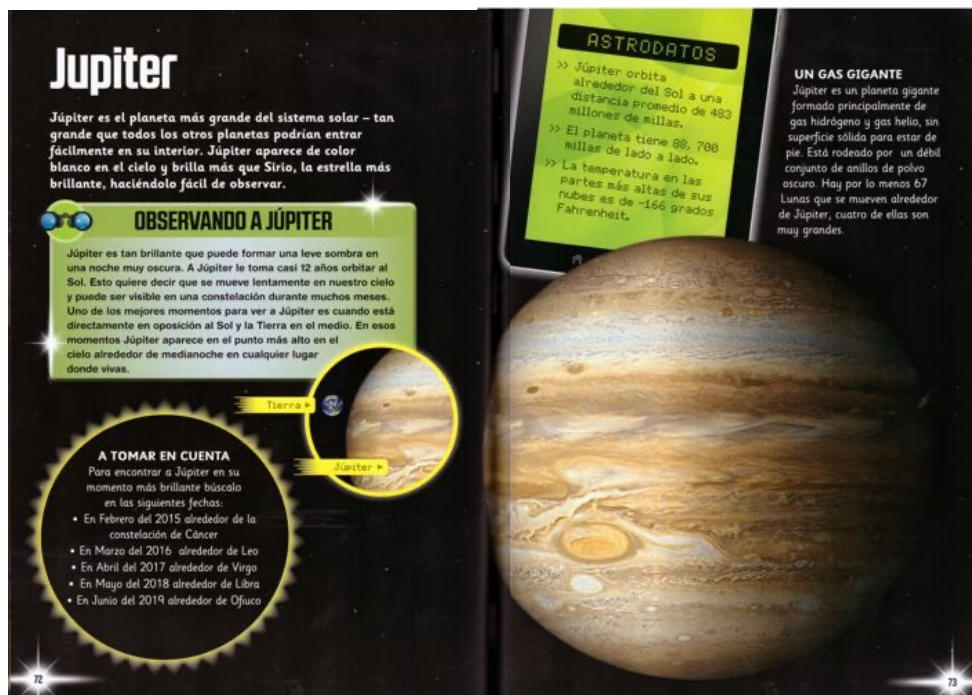 Jupiter
Júpiter es el planeta más grande del sistema solar – tan
grande que todos los otros planetas podrían entrar
fácilmente en su interior. Júpiter aparece de color
blanco en el cielo y brilla más que Sirio, la estrella más
brillante, haciéndolo fácil de observar.
OBSERVANDO A JÚPITER
Júpiter es tan brillante que puede formar una leve sombra en
una noche muy oscura. A Júpiter le toma casi 12 años orbitar al
Sol. Esto quiere decir que se mueve lentamente en nuestro cielo
y puede ser visible en una constelación durante muchos meses.
Uno de los mejores momentos para ver a Júpiter es cuando está
directamente en oposición al Sol y la Tierra en el medio. En esos
momentos Júpiter aparece en el punto más alto en el
cielo alrededor de medianoche en cualquier lugar
donde vivas.
Tierra
Júpiter
A TOMAR EN CUENTA
Para encontrar a Júpiter en su
momento más brillante búscalo
en las siguientes fechas:
• En Febrero del 2015 alrededor de la
constelación de Cáncer
• En Marzo del 2016 alrededor de Leo
• En Abril del 2017 alrededor de Virgo
• En Mayo del 2018 alrededor de Libra
• En Junio del 2019 alrededor de Ofiuco
72
ASTRODATOS
>> Júpiter orbita
alrededor del Sol a una
distancia promedio de 483
millones de millas.
>> El planeta tiene 88, 700
millas de lado a lado.
>> La temperatura en las
partes más altas de sus
nubes es de -166 grados
Fahrenheit.
UN GAS GIGANTE
Júpiter es un planeta gigante
formado principalmente de
gas hidrógeno y gas helio, sin
superficie sólida para estar de
pie. Está rodeado por un débil
conjunto de anillos de polvo
oscuro. Hay por lo menos 67
Lunas que se mueven alrededor
de Júpiter, cuatro de ellas son
muy grandes.
73